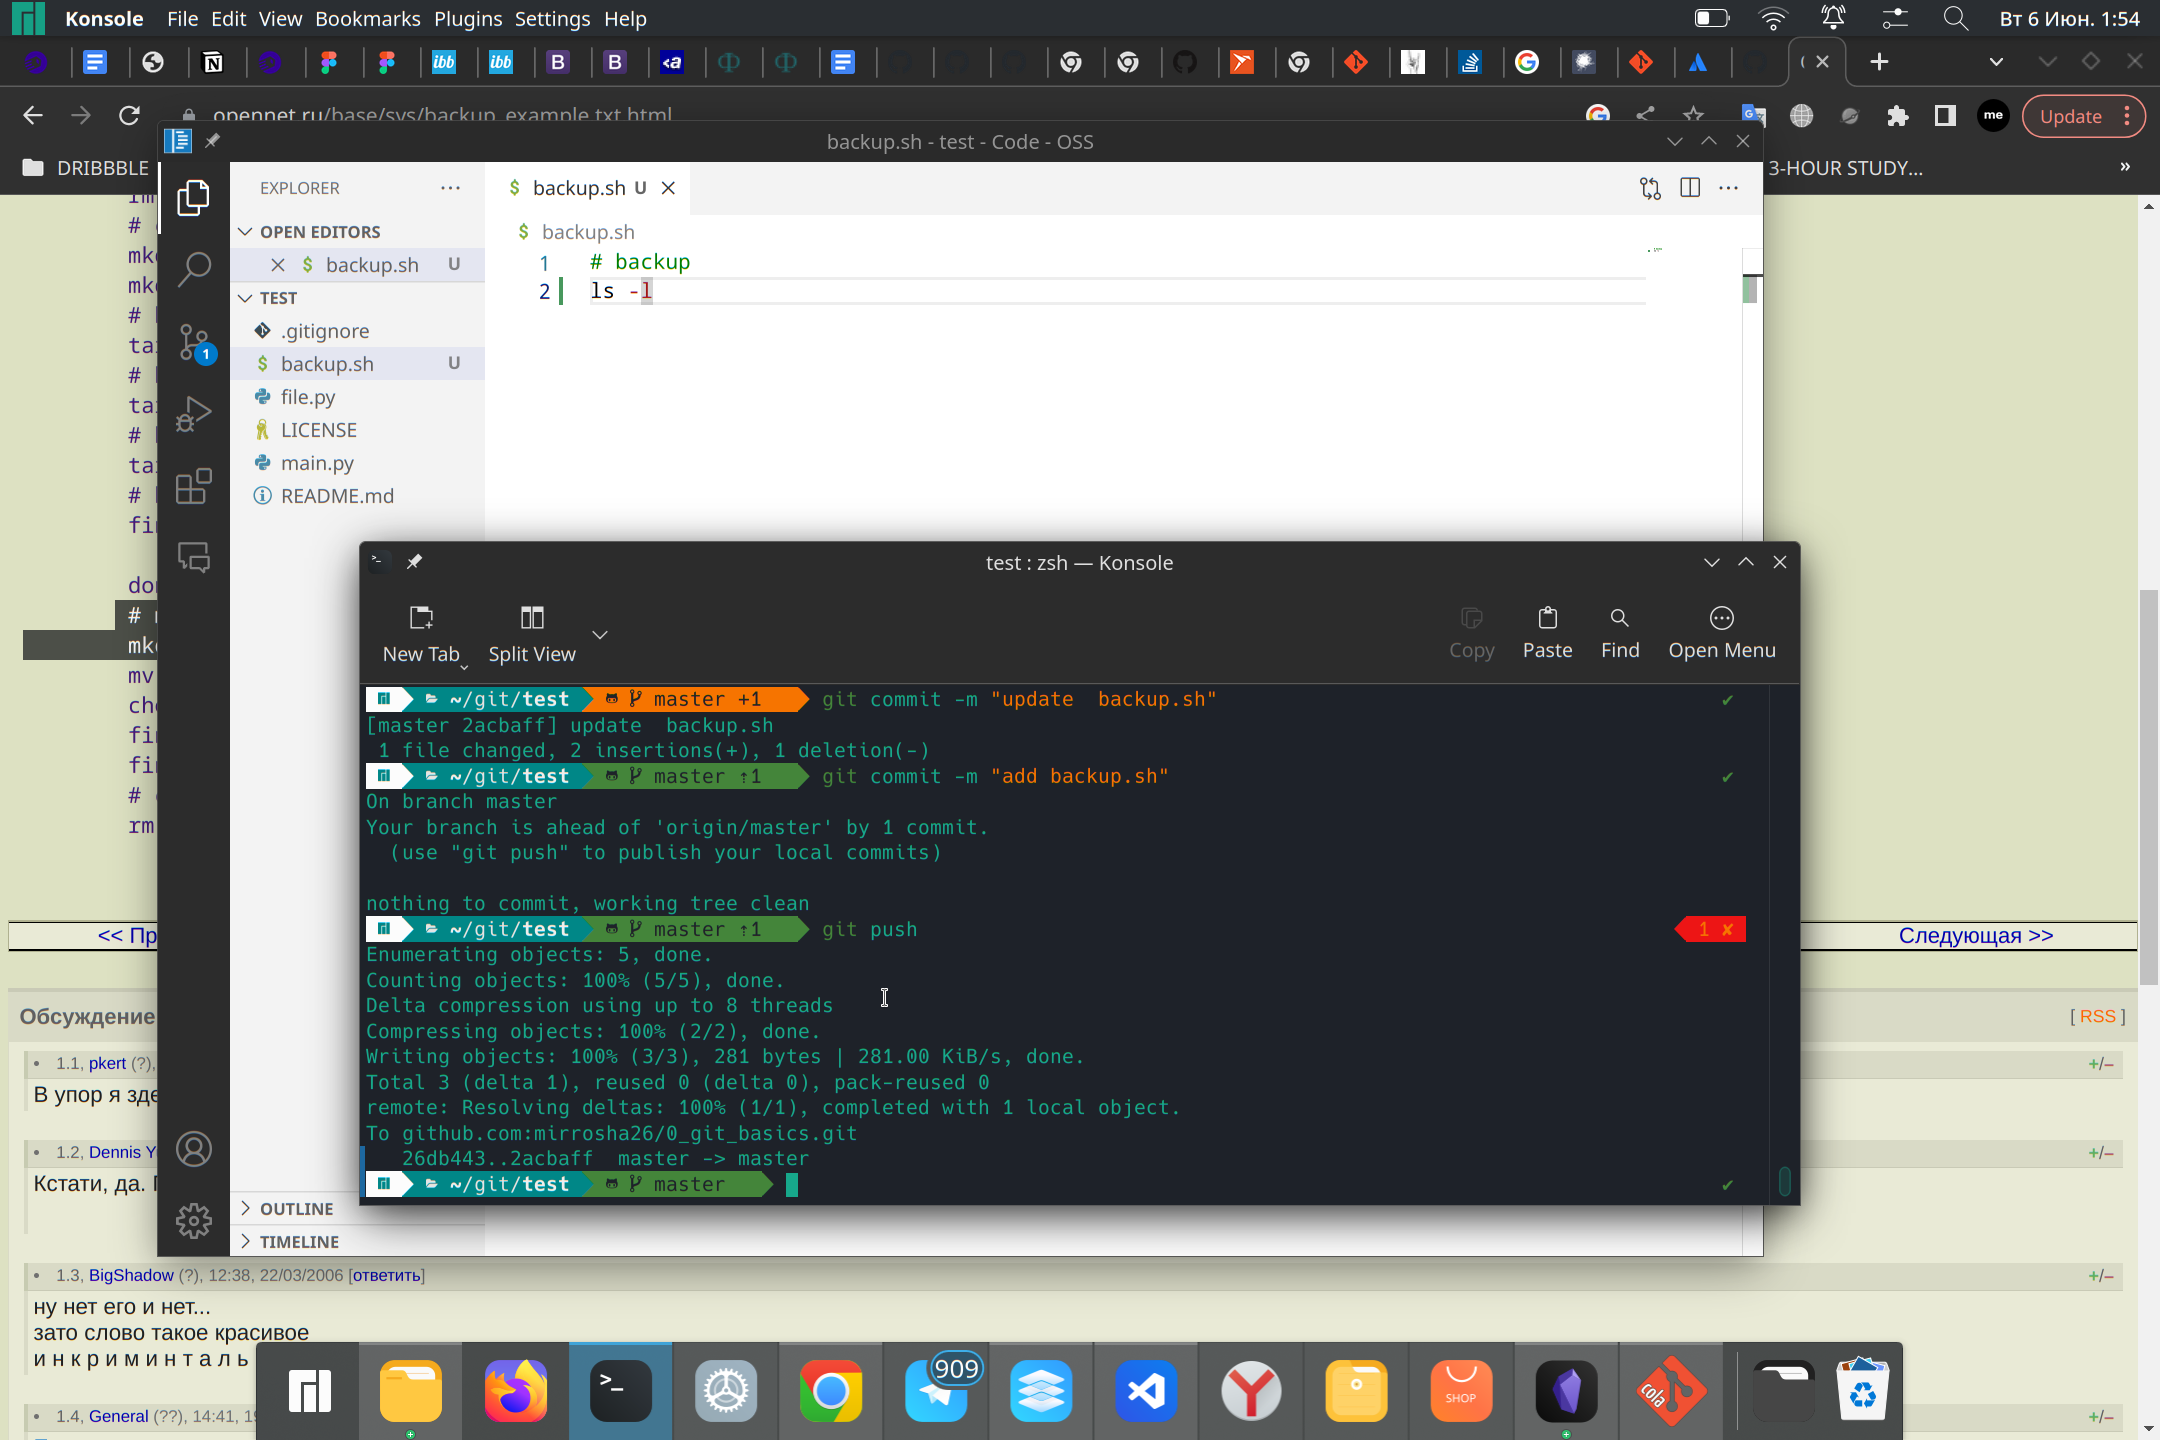 Konsole File Edit View Bookmarks Plugins Settings Help
Вт 6 Июн. 1:54
opennet.ru/base/sys/backup_example.txt.html
me
Update
DRIBBBLE
3-HOUR STUDY...
»
backup.sh - test - Code - OSS
EXPLORER
backup.sh U
OPEN EDITORS
$ backup.sh U
TEST
.gitignore
$ backup.sh U
file.py
LICENSE
main.py
README.md
OUTLINE
TIMELINE
1
$ backup.sh
1 # backup
2 ls -l
test : zsh — Konsole
New Tab Split View
Copy Paste Find Open Menu
~/git/test master +1 git commit -m "update  backup.sh" ✔
[master 2acbaff] update  backup.sh
1 file changed, 2 insertions(+), 1 deletion(-)
~/git/test master ⇡1 git commit -m "add backup.sh" ✔
On branch master
Your branch is ahead of 'origin/master' by 1 commit.
(use "git push" to publish your local commits)
nothing to commit, working tree clean
~/git/test master ⇡1 git push 1 ✘
Enumerating objects: 5, done.
Counting objects: 100% (5/5), done.
Delta compression using up to 8 threads
Compressing objects: 100% (2/2), done.
Writing objects: 100% (3/3), 281 bytes | 281.00 KiB/s, done.
Total 3 (delta 1), reused 0 (delta 0), pack-reused 0
remote: Resolving deltas: 100% (1/1), completed with 1 local object.
To github.com:mirrosha26/0_git_basics.git
26db443..2acbaff  master -> master
~/git/test master ✔
mv
rm
Следующая >>
Обсуждение
[ RSS ]
1.1, pkert (?),
+/–
В упор я
1.2, Dennis
+/–
Кстати, да.
1.3, BigShadow (?), 12:38, 22/03/2006 [ответить]
+/–
ну нет его и нет...
зато слово такое красивое
и н к р и м и н т а л ь
1.4, General (??), 14:41,
+/–
909
SHOP
cola